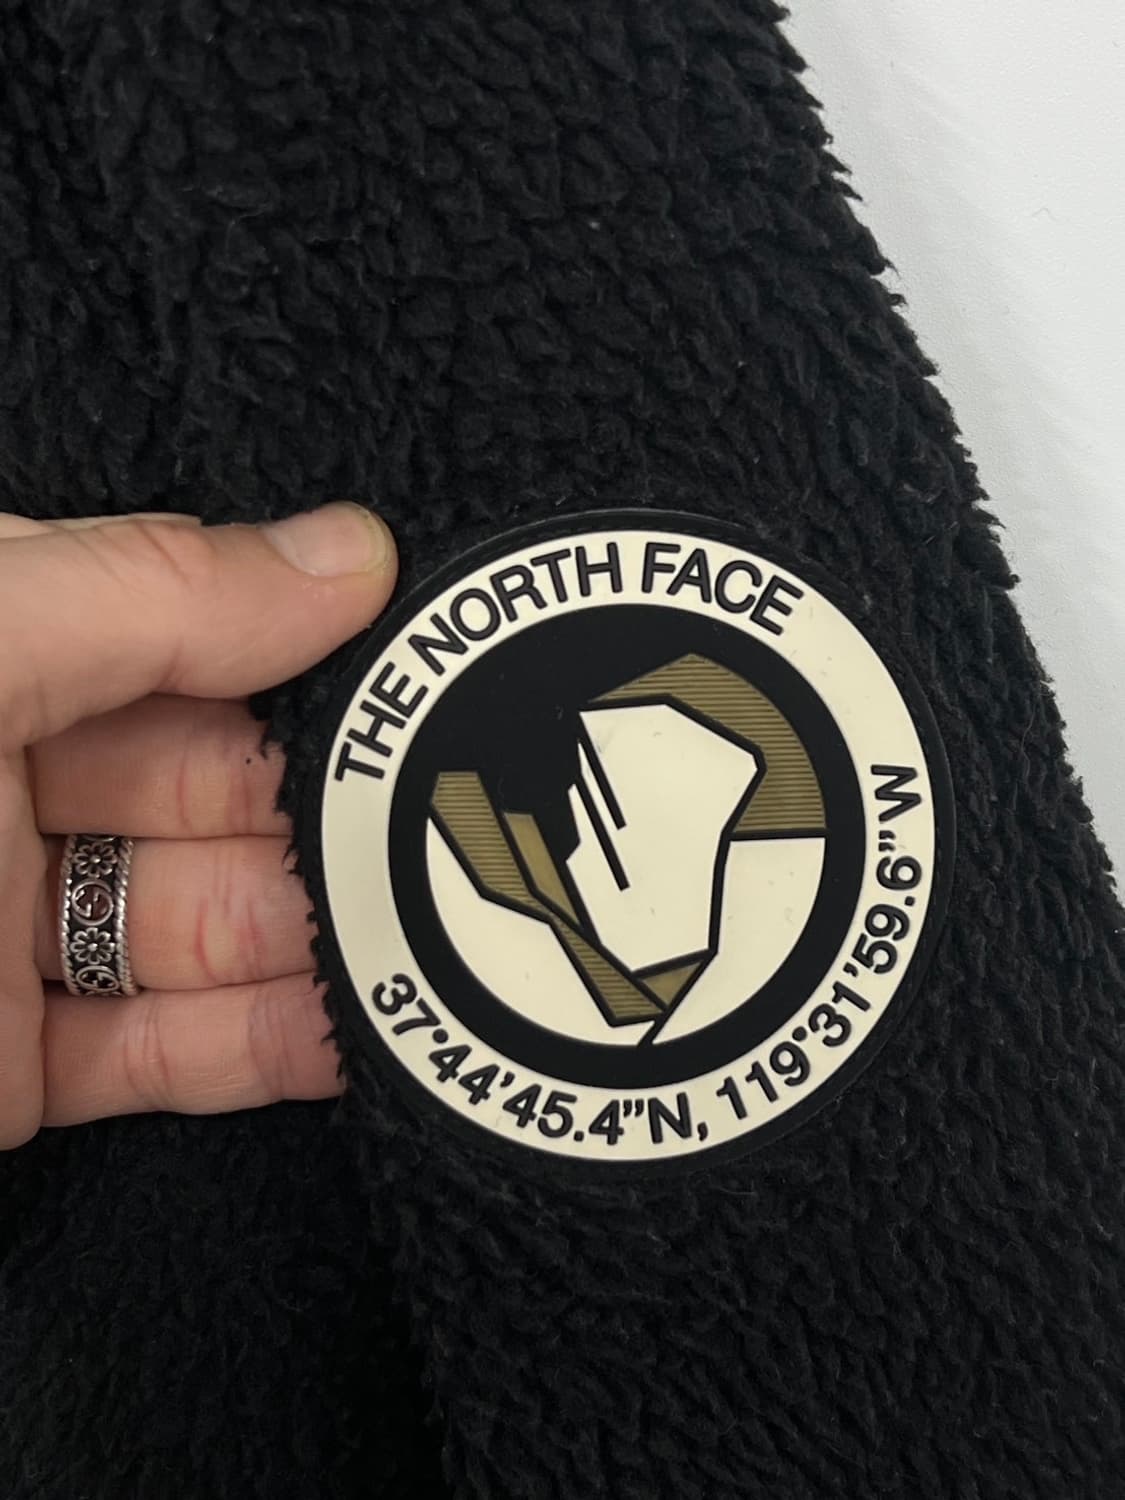 THE NORTH FACE
37°44'45.4"N, 119°31'59.6"W